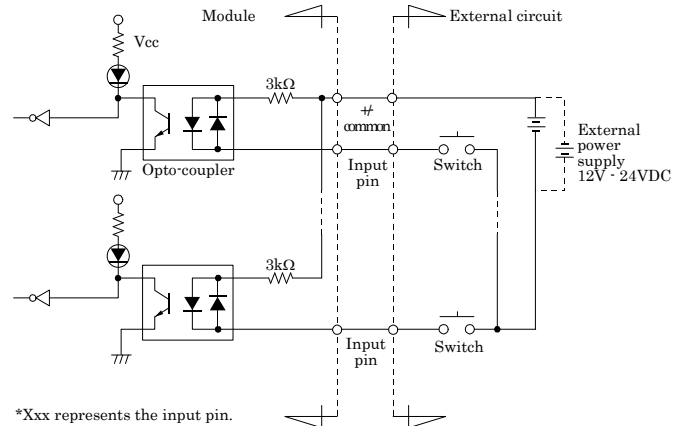 Module
External circuit
Vcc
3kΩ
+/-
common
External
power
supply
12V - 24VDC
Opto-coupler
Input
pin
Switch
3kΩ
Input
pin
Switch
*Xxx represents the input pin.